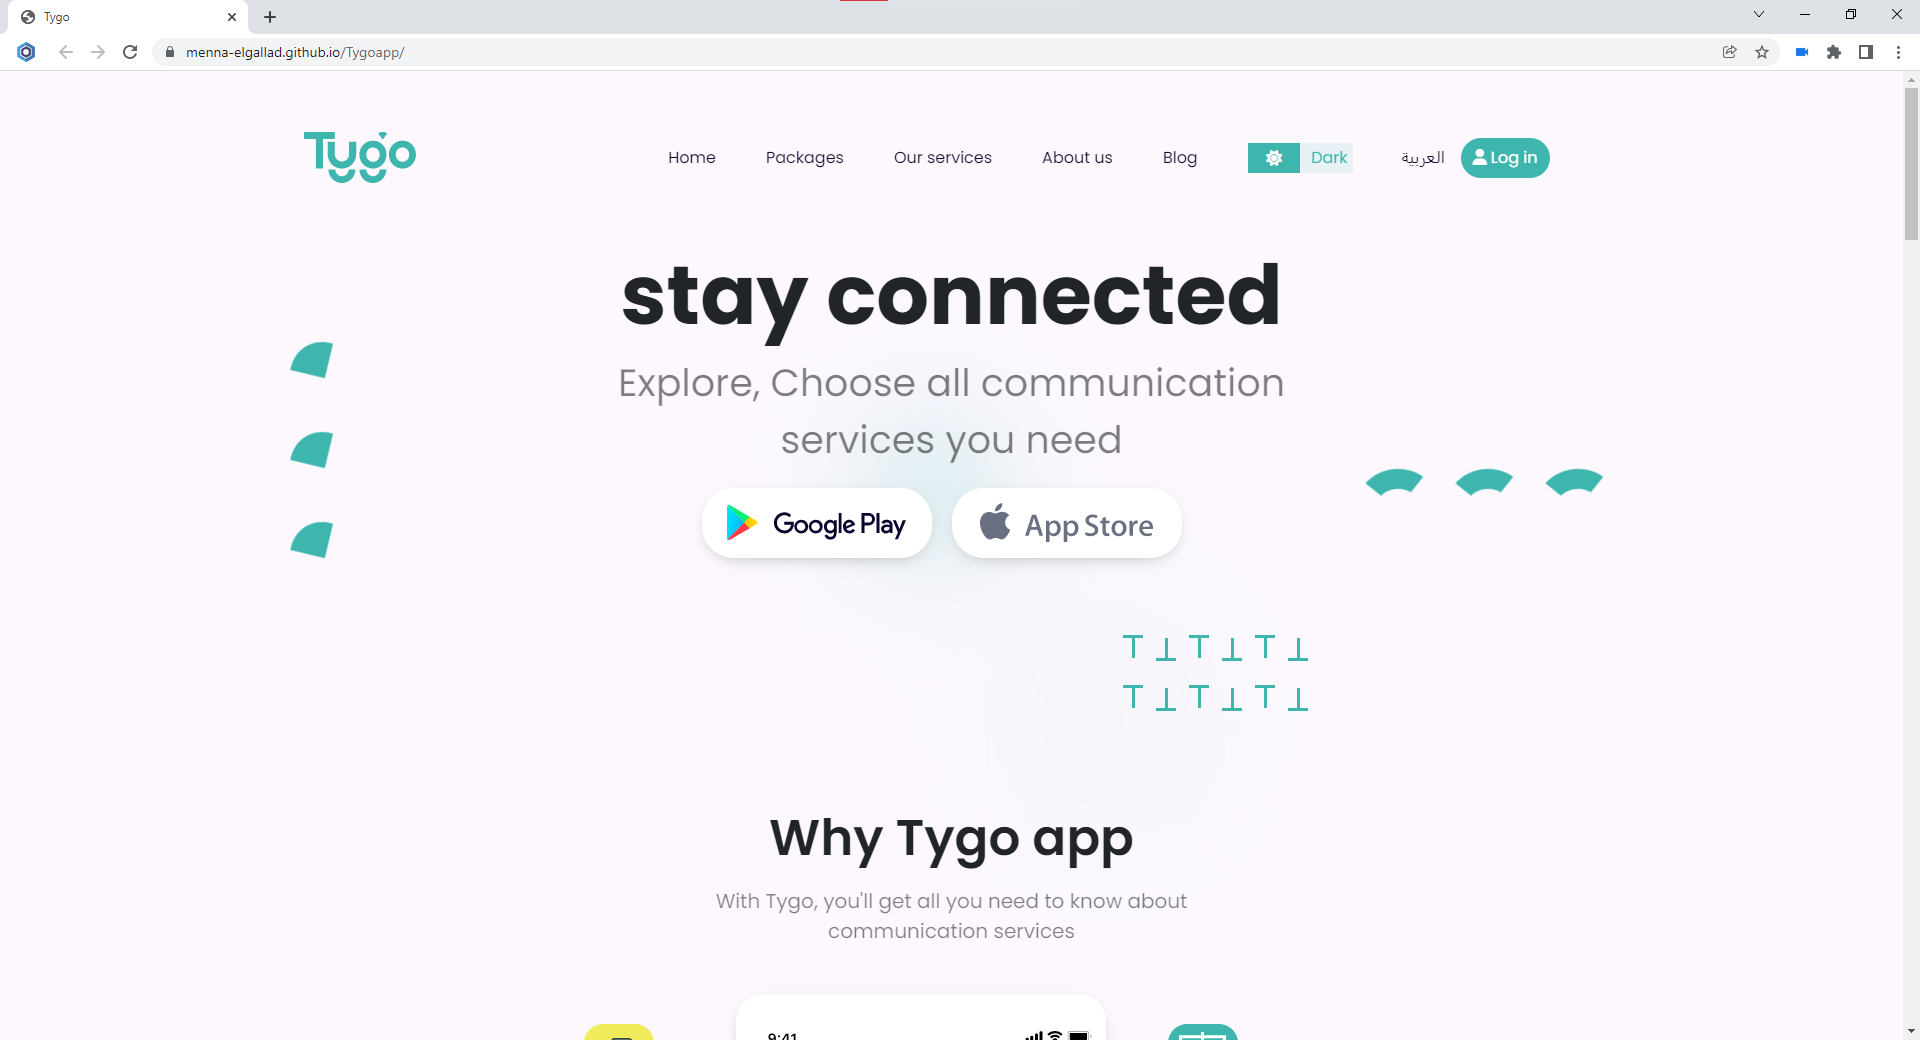 Tygo
menna-elgallad.github.io/Tygoapp/
Tygo
Home
Packages
Our services
About us
Blog
Dark
العربية
Log in
stay connected
Explore, Choose all communication
services you need
Google Play
App Store
T T T T T T
T T T T T T
Why Tygo app
With Tygo, you'll get all you need to know about
communication services
9:41